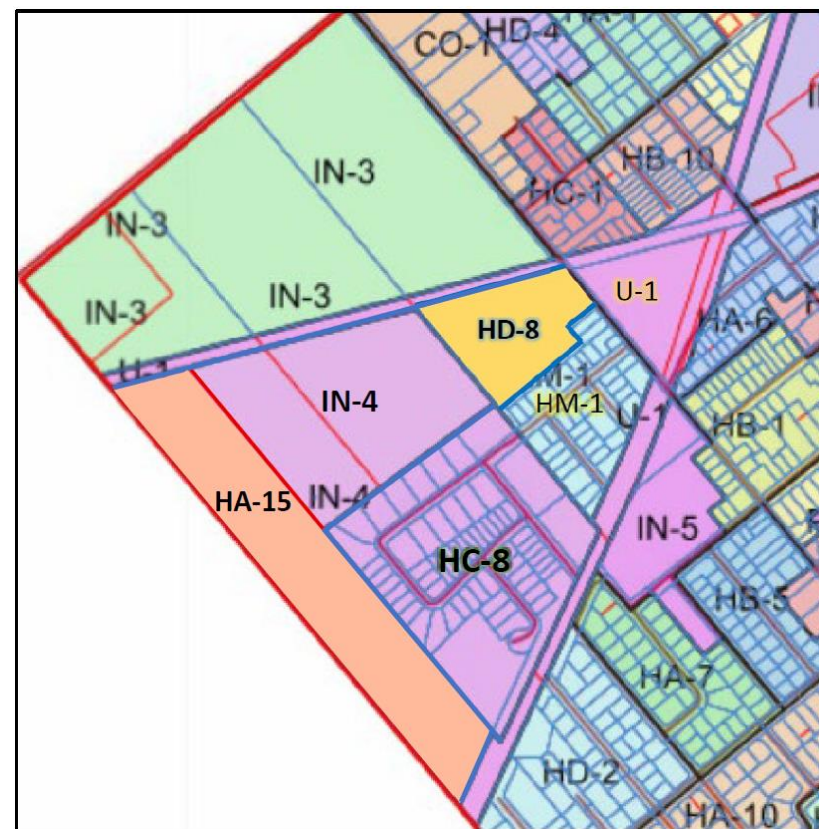 HD-4
CO-1
IN-3
HB-10
HC-1
IN-3
IN-3
IN-3
U-1
HD-8
HA-6
U-1
M-1
IN-4
HM-1
U-1
HB-1
HA-15
IN-4
IN-5
HC-8
HB-5
HA-7
HD-2
HA-10